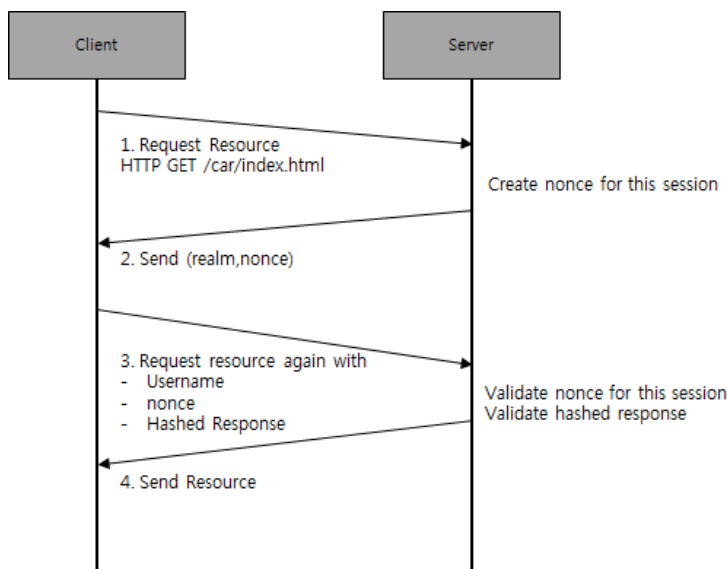 Client
Server
1. Request Resource
HTTP GET /car/index.html
Create nonce for this session
2. Send (realm,nonce)
3. Request resource again with
- Username
- nonce
- Hashed Response
Validate nonce for this session
Validate hashed response
4. Send Resource